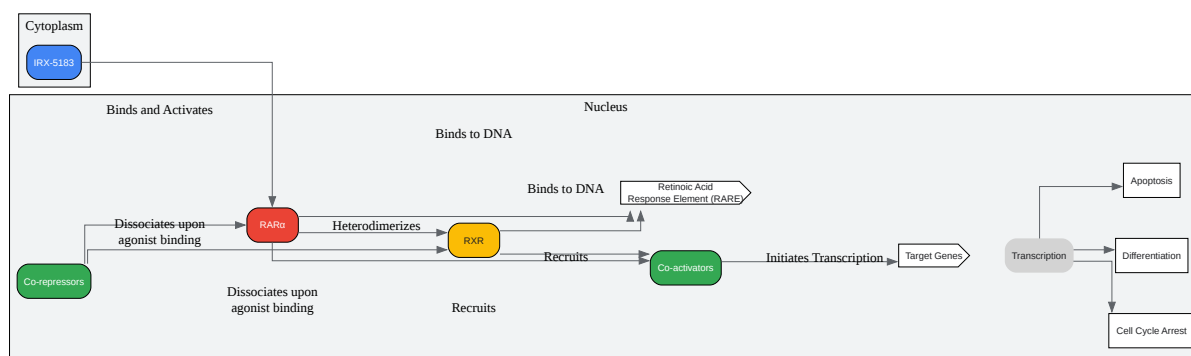 Cytoplasm
IRX-5183
Nucleus
Binds and Activates
Binds to DNA
Binds to DNA
Retinoic Acid
Response Element (RARE)
Apoptosis
Dissociates upon
agonist binding
RARα
Heterodimerizes
RXR
Recruits
Co-activators
Initiates Transcription
Target Genes
Transcription
Differentiation
Co-repressors
Dissociates upon
agonist binding
Recruits
Cell Cycle Arrest